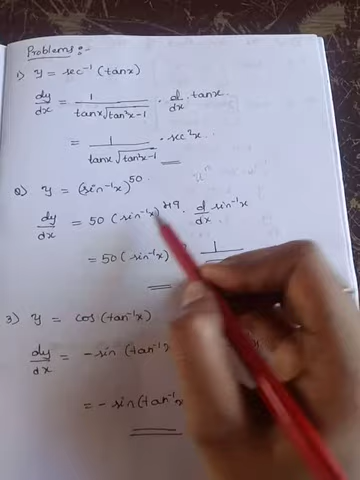 Problems :-
1) y = sec⁻¹ (tanx)
dy/dx = 1/(tanx√(tan²x-1)) . d/dx . tanx.
= 1/(tanx√(tan²x-1)) . sec²x.
2) y = (sin⁻¹x)⁵⁰.
uⁿ
dy/dx = 50 (sin⁻¹x)⁴⁹ . d/dx sin⁻¹x
= 50 (sin⁻¹x) 1
3) y = cos (tan⁻¹x)
dy/dx = -sin (tan⁻¹x
= - sin (tan⁻¹x